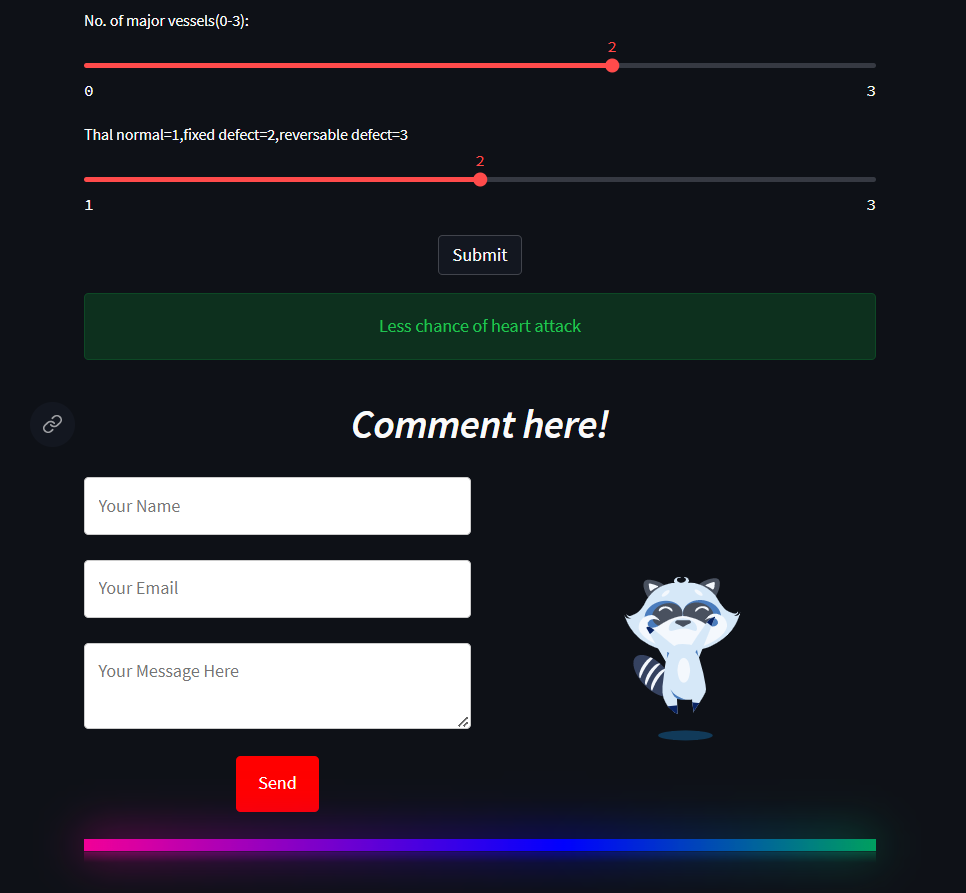 No. of major vessels(0-3):
2
0
3
Thal normal=1,fixed defect=2,reversable defect=3
2
1
3
Submit
Less chance of heart attack
Comment here!
Your Name
Your Email
Your Message Here
Send